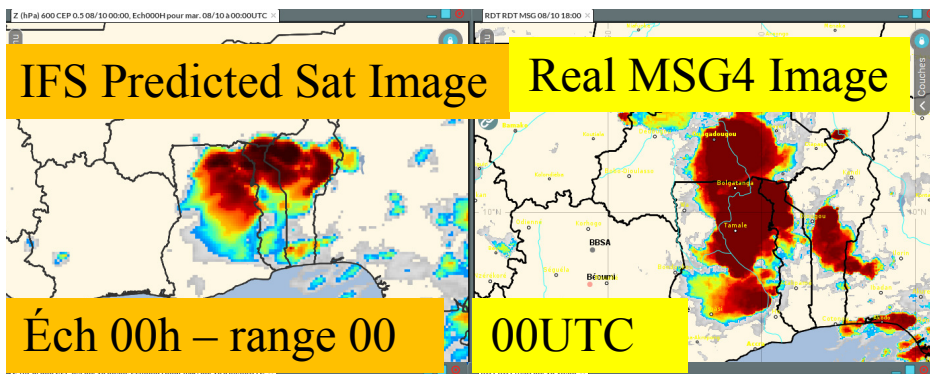 Z (hPa) 600 CEP 0.5 08/10 00:00, Ech000H pour mar. 08/10 à 00:00UTC
RDT RDT MSG 08/10 18:00
IFS Predicted Sat Image
Real MSG4 Image
Couches
Bolgatanga
Tamale
10°N
BBSA
Béoumi
Éch 00h – range 00
00UTC